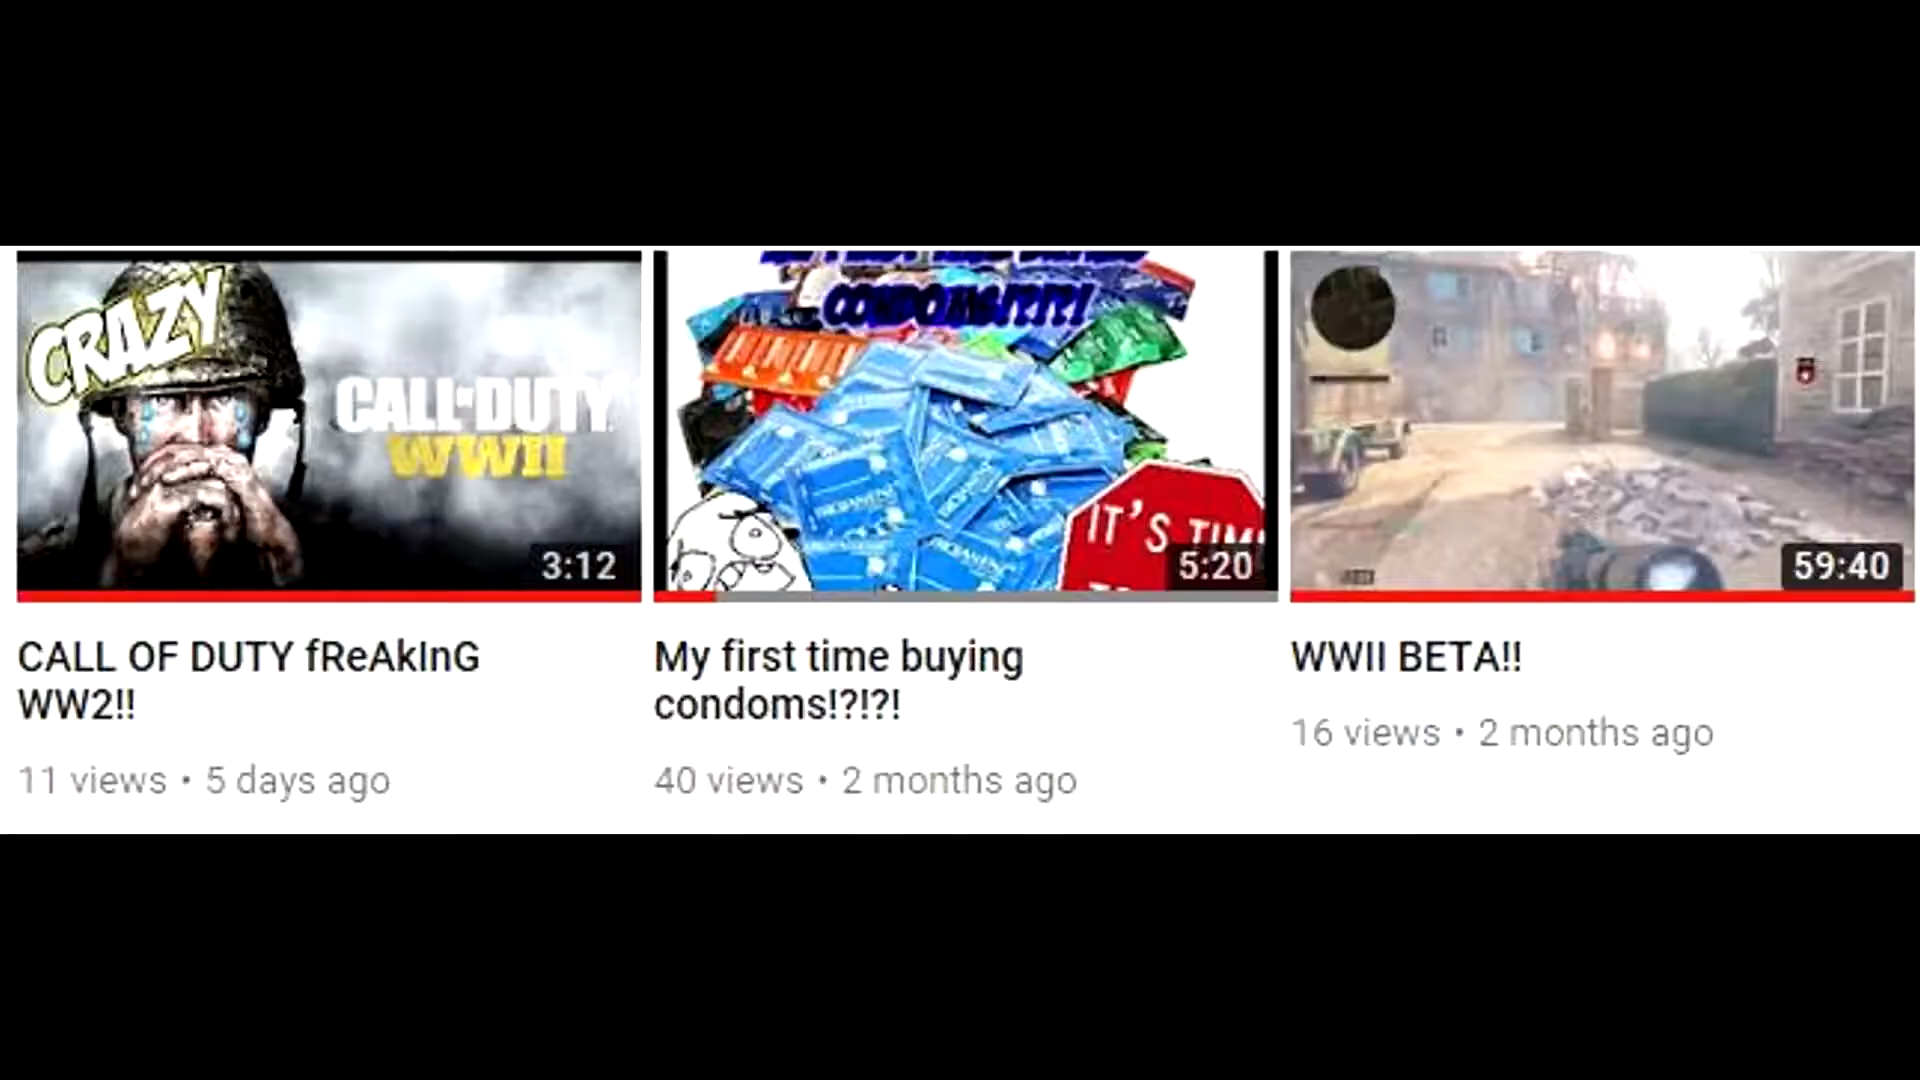 CRAZY
CALL OF DUTY
WWII
3:12
CONDOMS!?!?!
IT'S TIM
5:20
59:40
CALL OF DUTY fReAkInG
WW2!!
11 views • 5 days ago
My first time buying
condoms!?!?!
40 views • 2 months ago
WWII BETA!!
16 views • 2 months ago